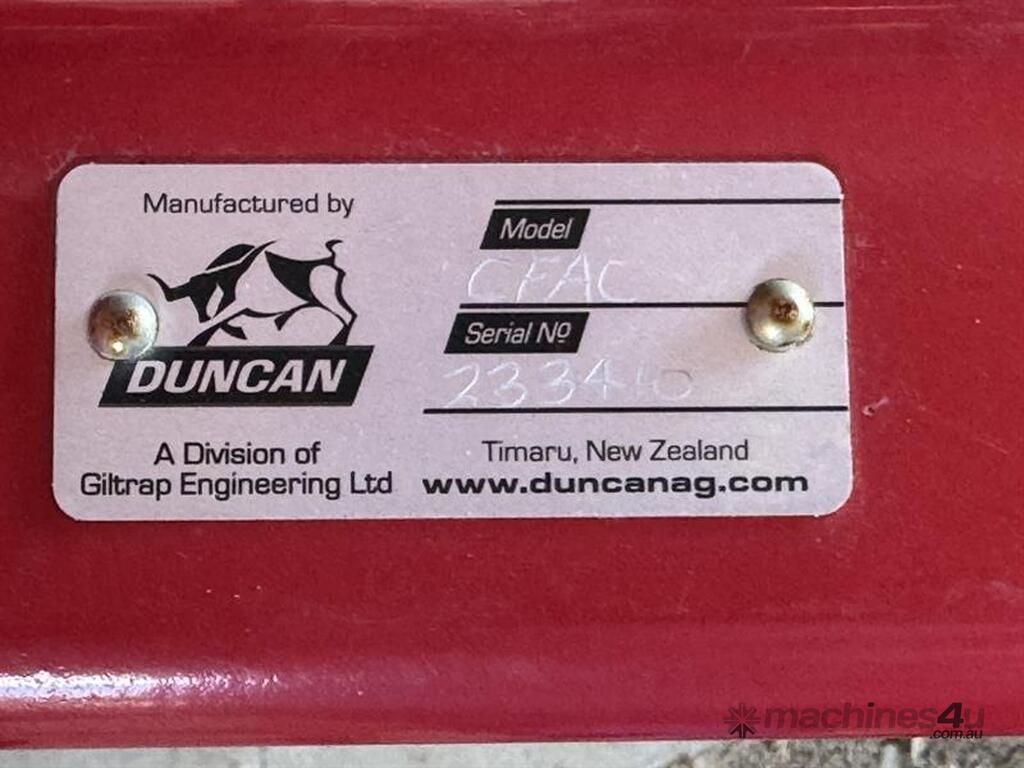 Manufactured by
DUNCAN
A Division of
Giltrap Engineering Ltd
Model
CFAC
Serial Nº
233410
Timaru, New Zealand
www.duncanag.com
machines4u
.com.au